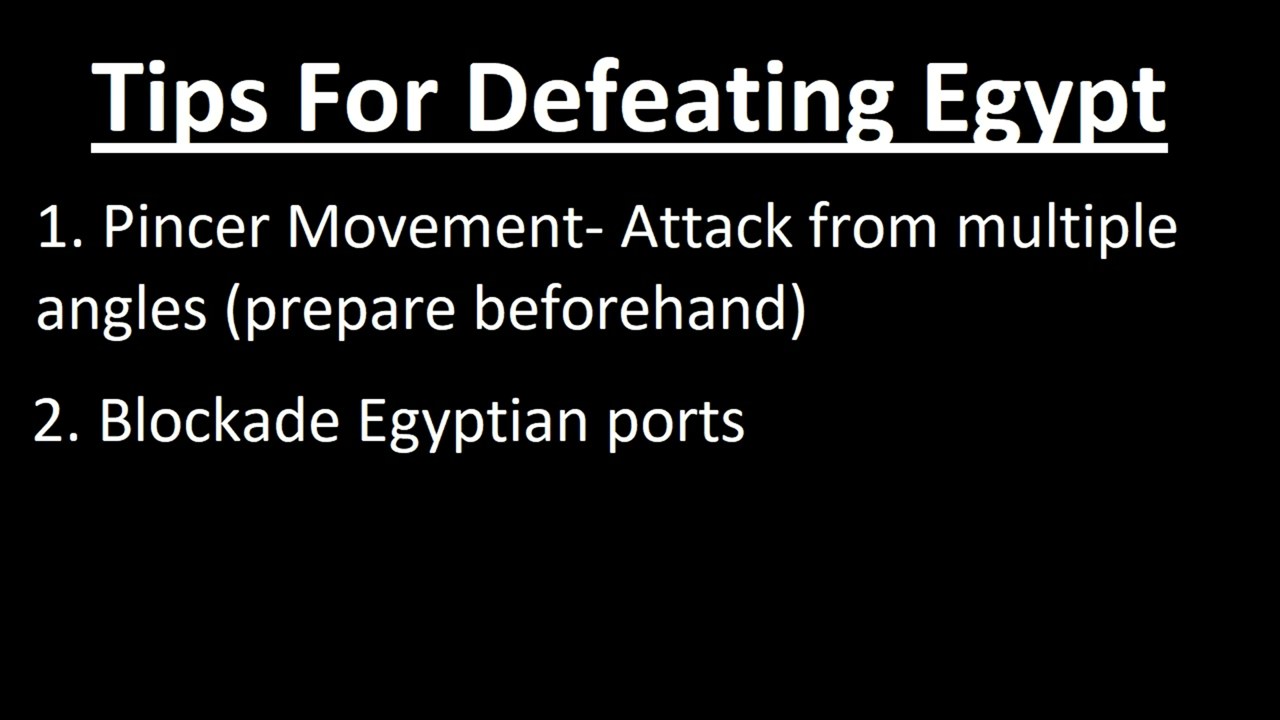 Tips For Defeating Egypt
1. Pincer Movement- Attack from multiple
angles (prepare beforehand)
2. Blockade Egyptian ports